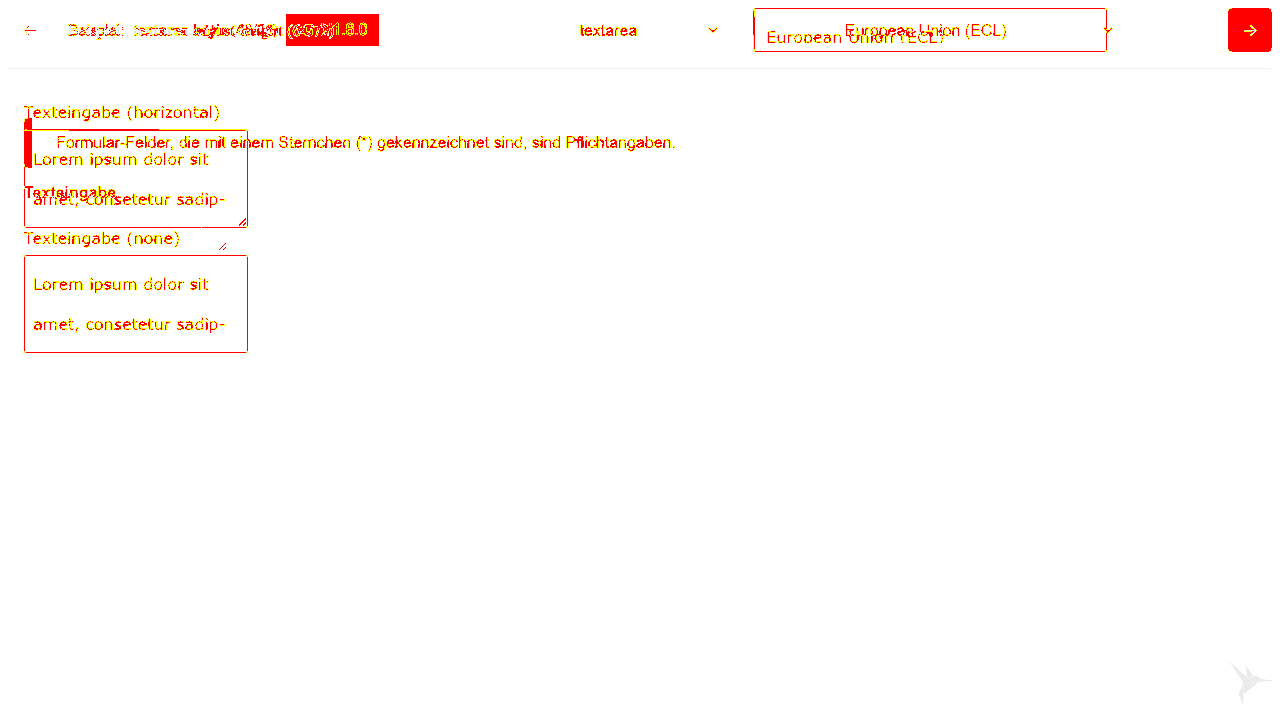 Beispiel: textarea
1.6.0
textarea
European Union (ECL)
European Union (ECL)
Texteingabe (horizontal)
Formular-Felder, die mit einem Sternchen (*) gekennzeichnet sind, sind Pflichtangaben.
Lorem ipsum dolor sit
Texteingabe
amet, consetetur sadip-
Texteingabe (none)
Lorem ipsum dolor sit
amet, consetetur sadip-